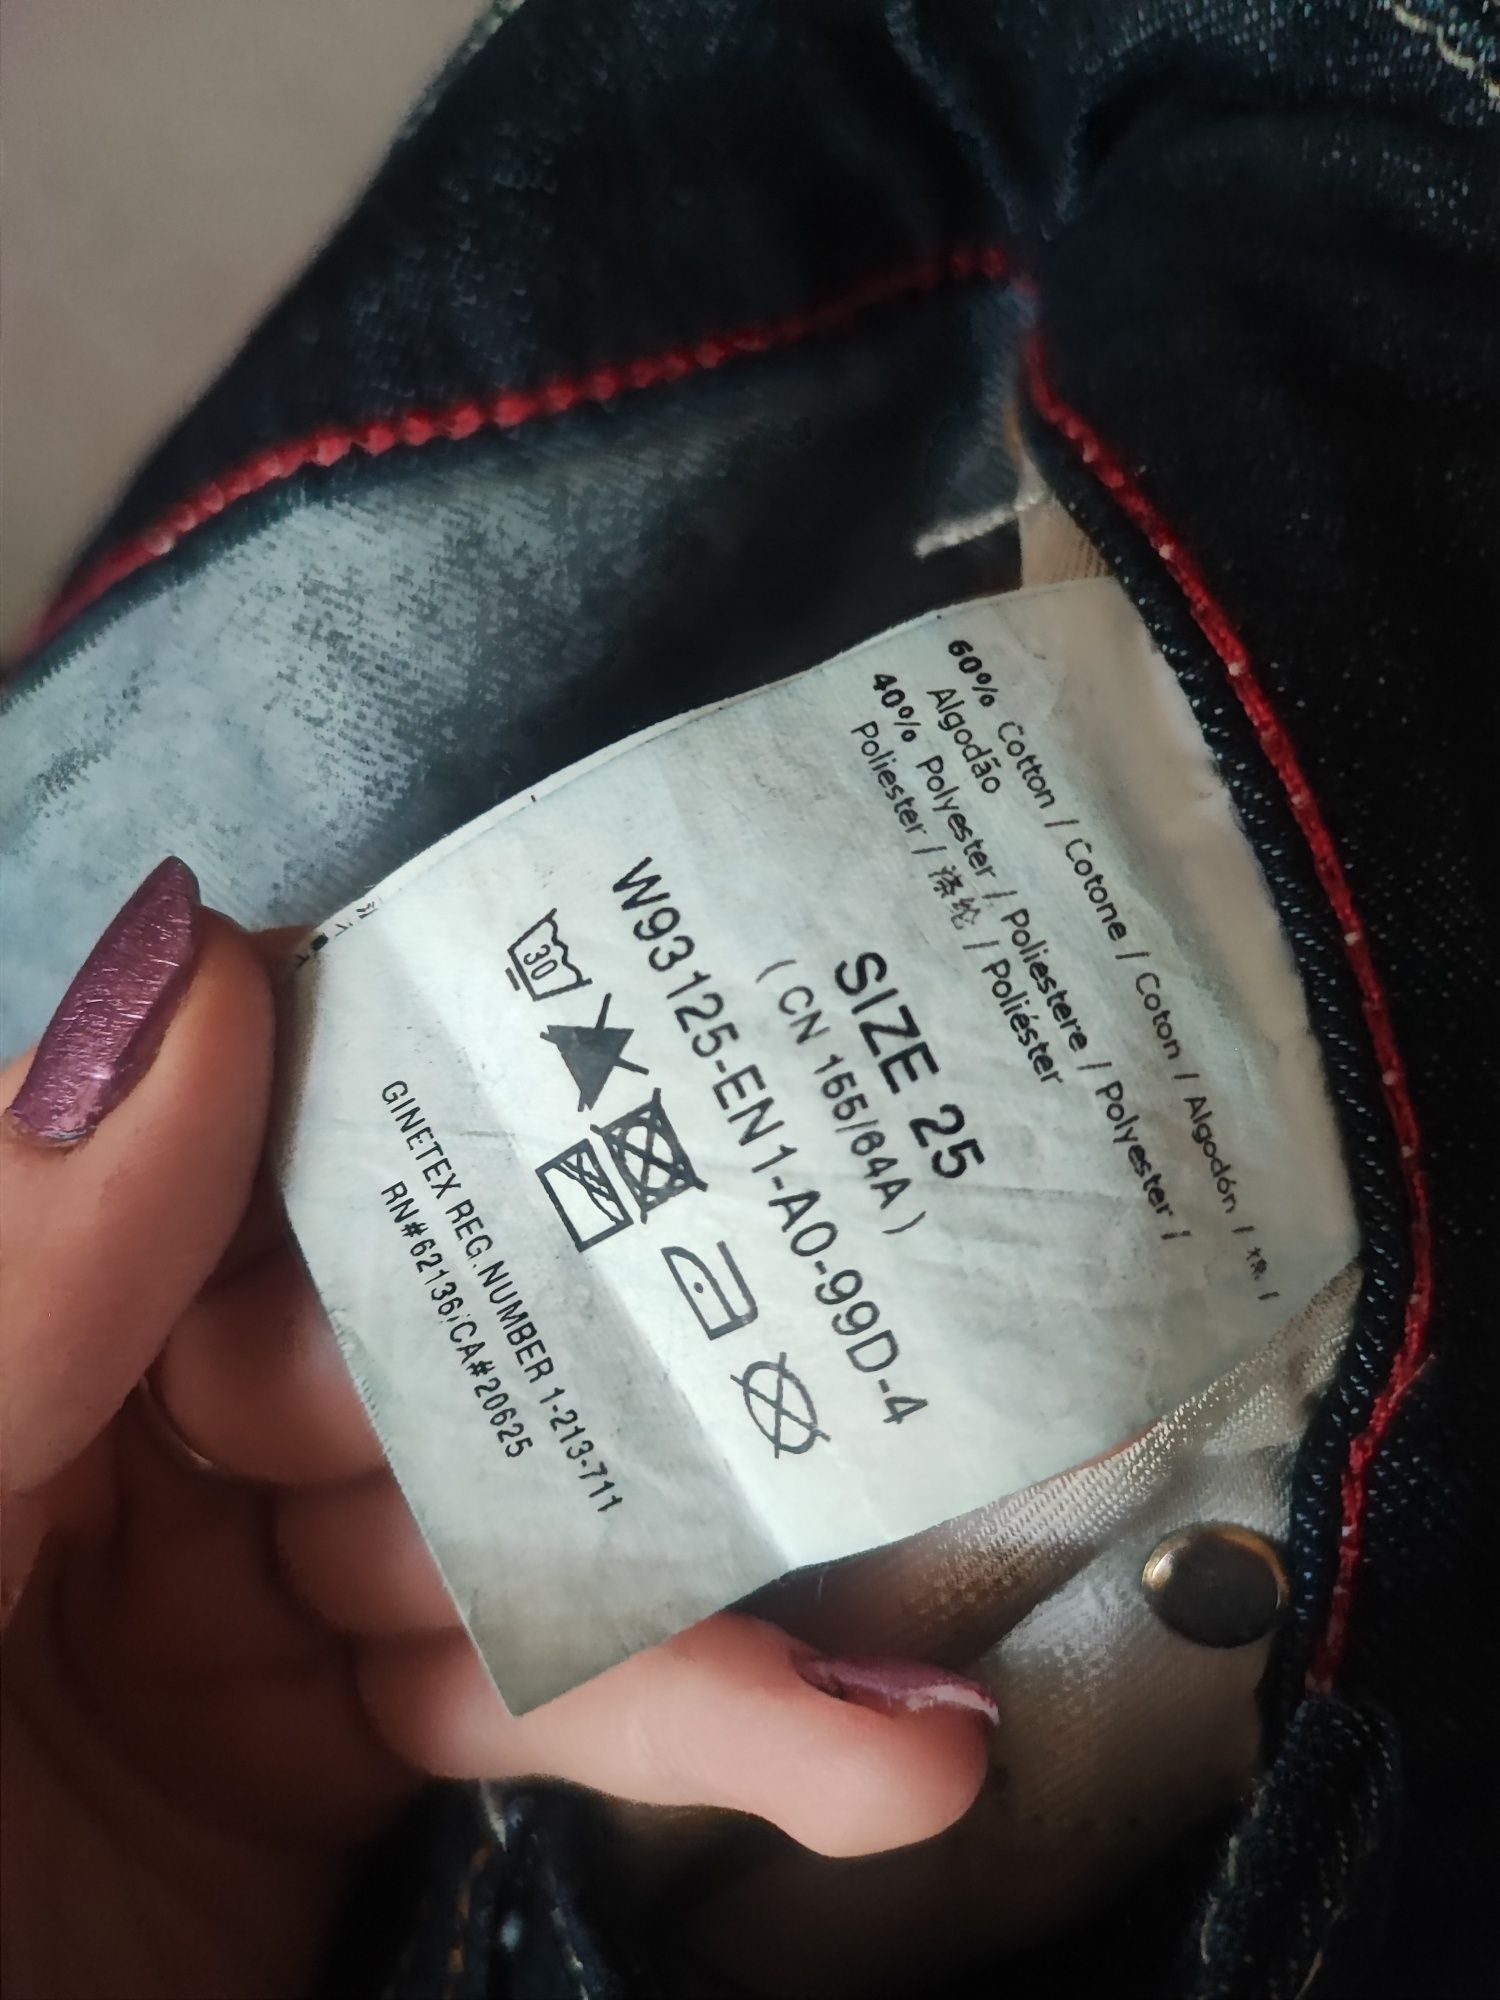 60% Cotton / Cotone / Coton / Algodón / 棉 /
Algodão
40% Polyester / Poliestere / Polyester /
Poliester / 涤纶 / Poliéster
SIZE 25
( CN 155/64A )
W93125-EN1-A0-99D-4
30
GINETEX REG.NUMBER 1-213-711
RN#62136/CA#20625